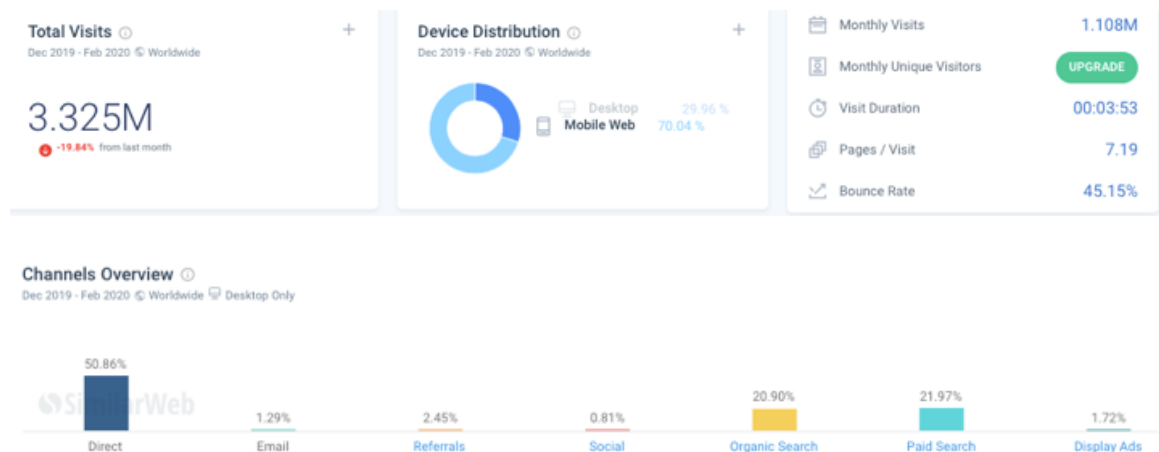 Total Visits
Dec 2019 - Feb 2020 Worldwide
3.325M
-19.84% from last month
Device Distribution
Dec 2019 - Feb 2020 Worldwide
Desktop 29.96 %
Mobile Web 70.04 %
Monthly Visits 1.108M
Monthly Unique Visitors UPGRADE
Visit Duration 00:03:53
Pages / Visit 7.19
Bounce Rate 45.15%
Channels Overview
Dec 2019 - Feb 2020 Worldwide Desktop Only
50.86% 1.29% 2.45% 0.81% 20.90% 21.97% 1.72%
SimilarWeb
Direct Email Referrals Social Organic Search Paid Search Display Ads